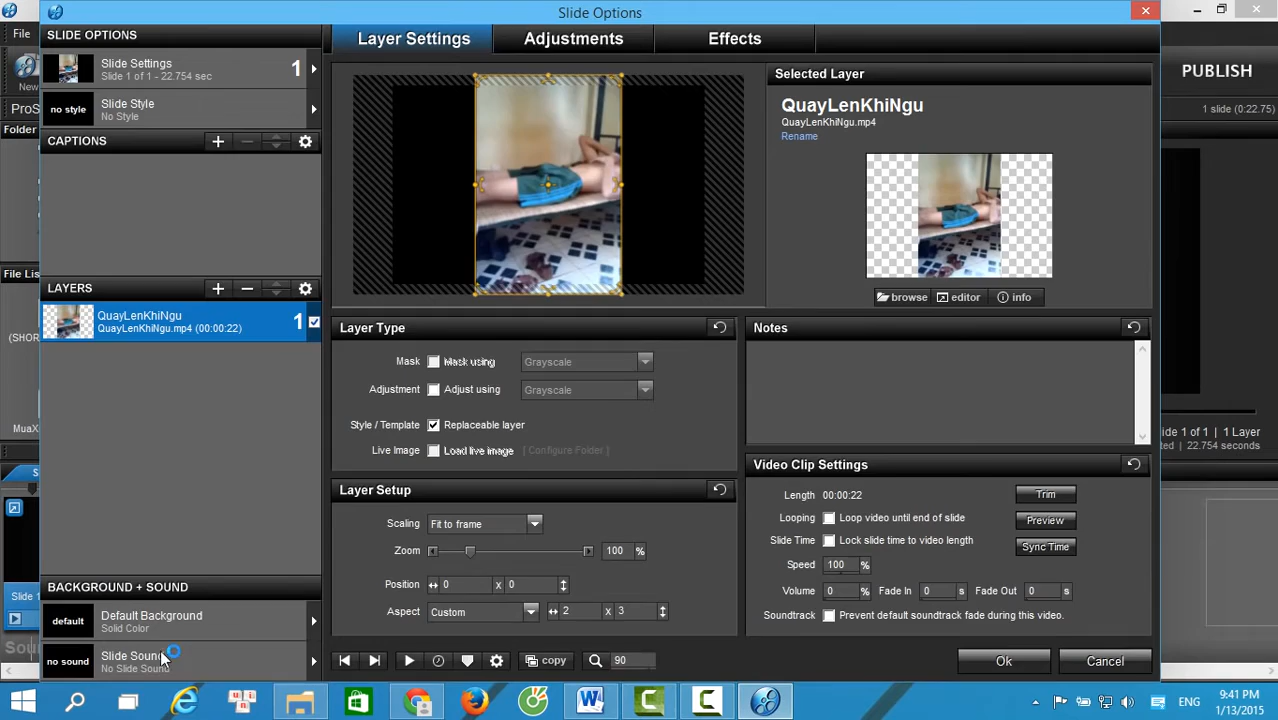 Slide Options
File
New
ProS
Folder
File List
(SHOR
MuaX
SLIDE OPTIONS
Slide Settings
Slide 1 of 1 - 22.754 sec
1
no style
Slide Style
No Style
CAPTIONS
LAYERS
QuayLenKhiNgu
QuayLenKhiNgu.mp4 (00:00:22)
1
BACKGROUND + SOUND
default
Default Background
Solid Color
no sound
Slide Sound
No Slide Sound
Slide 1
Layer Settings
Adjustments
Effects
Selected Layer
QuayLenKhiNgu
QuayLenKhiNgu.mp4
Rename
browse
editor
info
Layer Type
Mask
Mask using
Grayscale
Adjustment
Adjust using
Grayscale
Style / Template
Replaceable layer
Live Image
Load live image
[ Configure Folder ]
Layer Setup
Scaling
Fit to frame
Zoom
100
%
Position
0
x
0
Aspect
Custom
2
x
3
copy
90
Notes
Video Clip Settings
Length
00:00:22
Trim
Looping
Loop video until end of slide
Preview
Slide Time
Lock slide time to video length
Sync Time
Speed
100
%
Volume
0
%
Fade In
0
s
Fade Out
0
s
Soundtrack
Prevent default soundtrack fade during this video.
Ok
Cancel
PUBLISH
1 slide (0:22.75)
ide 1 of 1 | 1 Layer
ted | 22.754 seconds
ENG
9:41 PM
1/13/2015